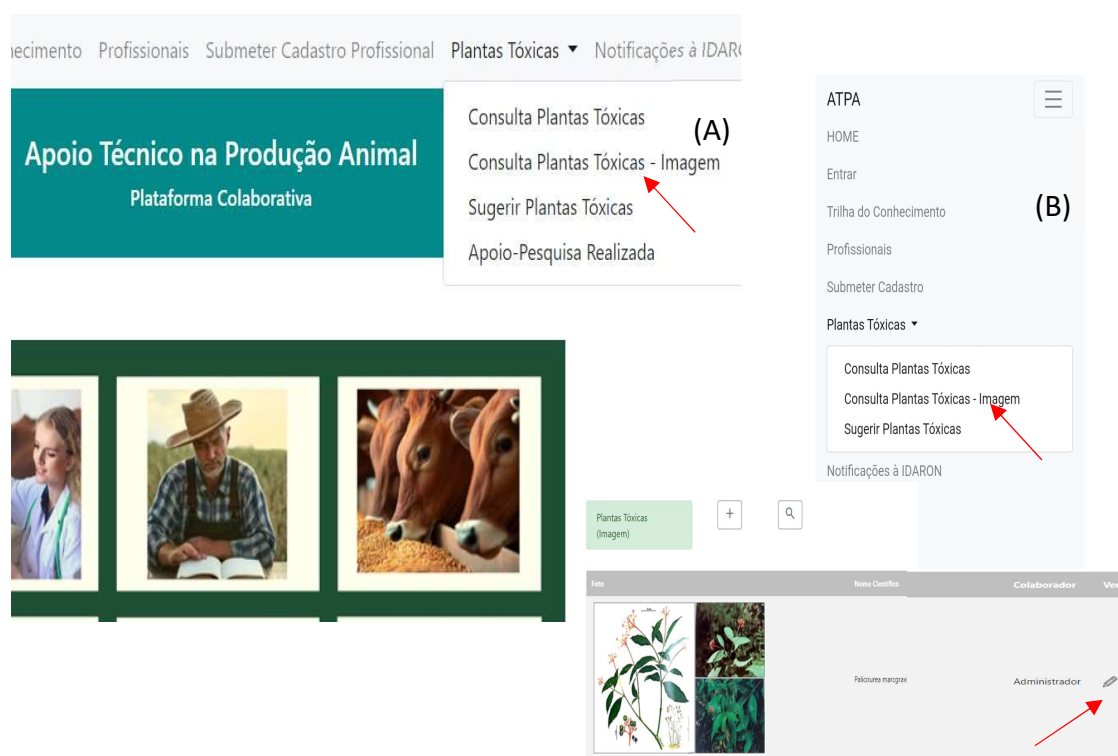 Profissionais Submeter Cadastro Profissional Plantas Tóxicas Notificações à
Apoio Técnico na Produção Animal
Plataforma Colaborativa
Consulta Plantas Tóxicas
(A)
Consulta Plantas Tóxicas - Imagem
Sugerir Plantas Tóxicas
Apoio-Pesquisa Realizada
ATPA
HOME
Entrar
Trilha do Conhecimento
(B)
Profissionais
Submeter Cadastro
Plantas Tóxicas
Consulta Plantas Tóxicas
Consulta Plantas Tóxicas - Imagem
Sugerir Plantas Tóxicas
Notificações à IDARON
Plantas Tóxicas
(Imagem)
+
Foto Nome Científico Colaborador
Palicourea marcgravi Administrador